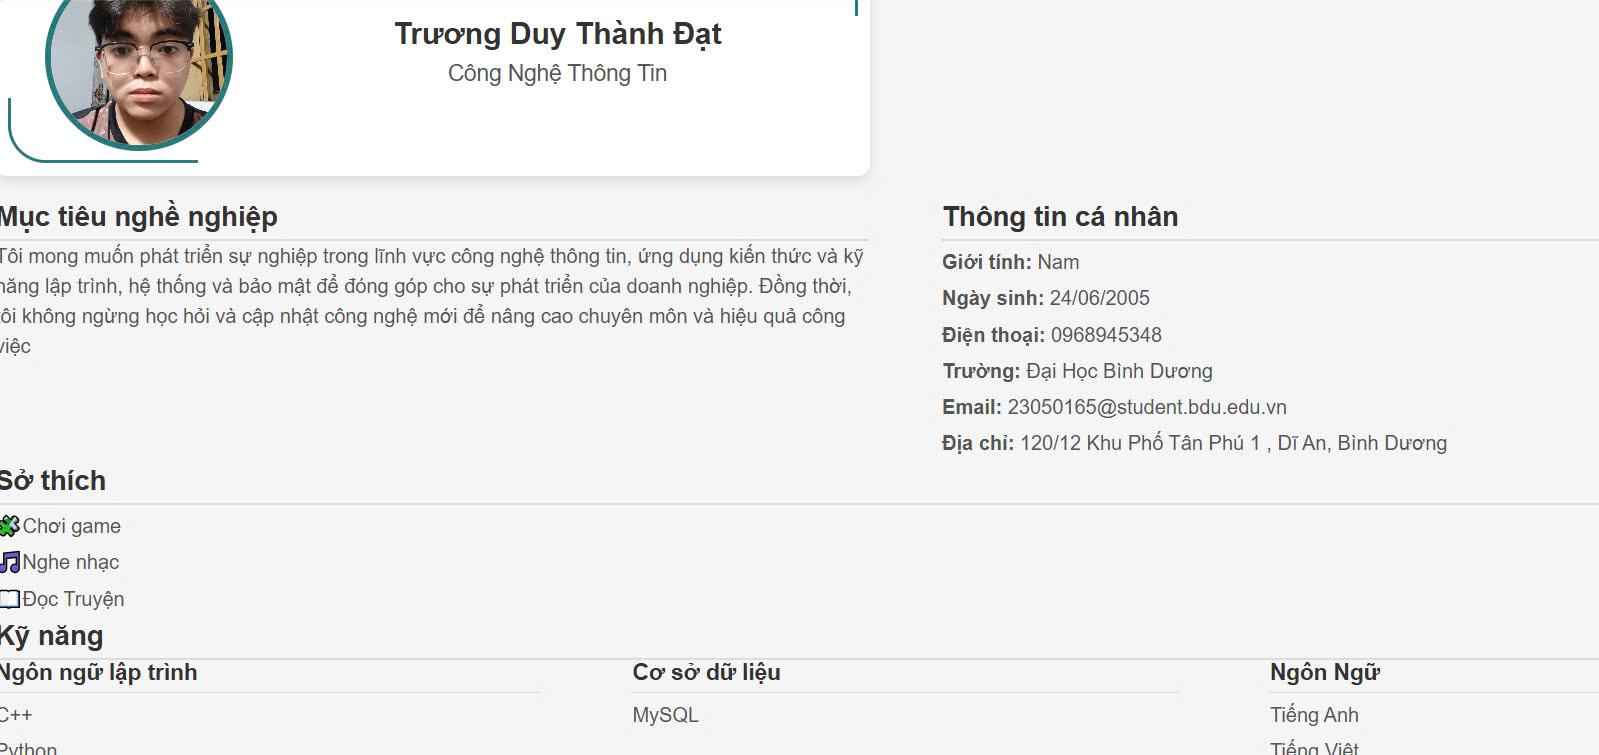 Trương Duy Thành Đạt
Công Nghệ Thông Tin
Mục tiêu nghề nghiệp
Tôi mong muốn phát triển sự nghiệp trong lĩnh vực công nghệ thông tin, ứng dụng kiến thức và kỹ
năng lập trình, hệ thống và bảo mật để đóng góp cho sự phát triển của doanh nghiệp. Đồng thời,
tôi không ngừng học hỏi và cập nhật công nghệ mới để nâng cao chuyên môn và hiệu quả công
việc
Thông tin cá nhân
Giới tính: Nam
Ngày sinh: 24/06/2005
Điện thoại: 0968945348
Trường: Đại Học Bình Dương
Email: 23050165@student.bdu.edu.vn
Địa chỉ: 120/12 Khu Phố Tân Phú 1 , Dĩ An, Bình Dương
Sở thích
Chơi game
Nghe nhạc
Đọc Truyện
Kỹ năng
Ngôn ngữ lập trình
C++
Python
Cơ sở dữ liệu
MySQL
Ngôn Ngữ
Tiếng Anh
Tiếng Việt